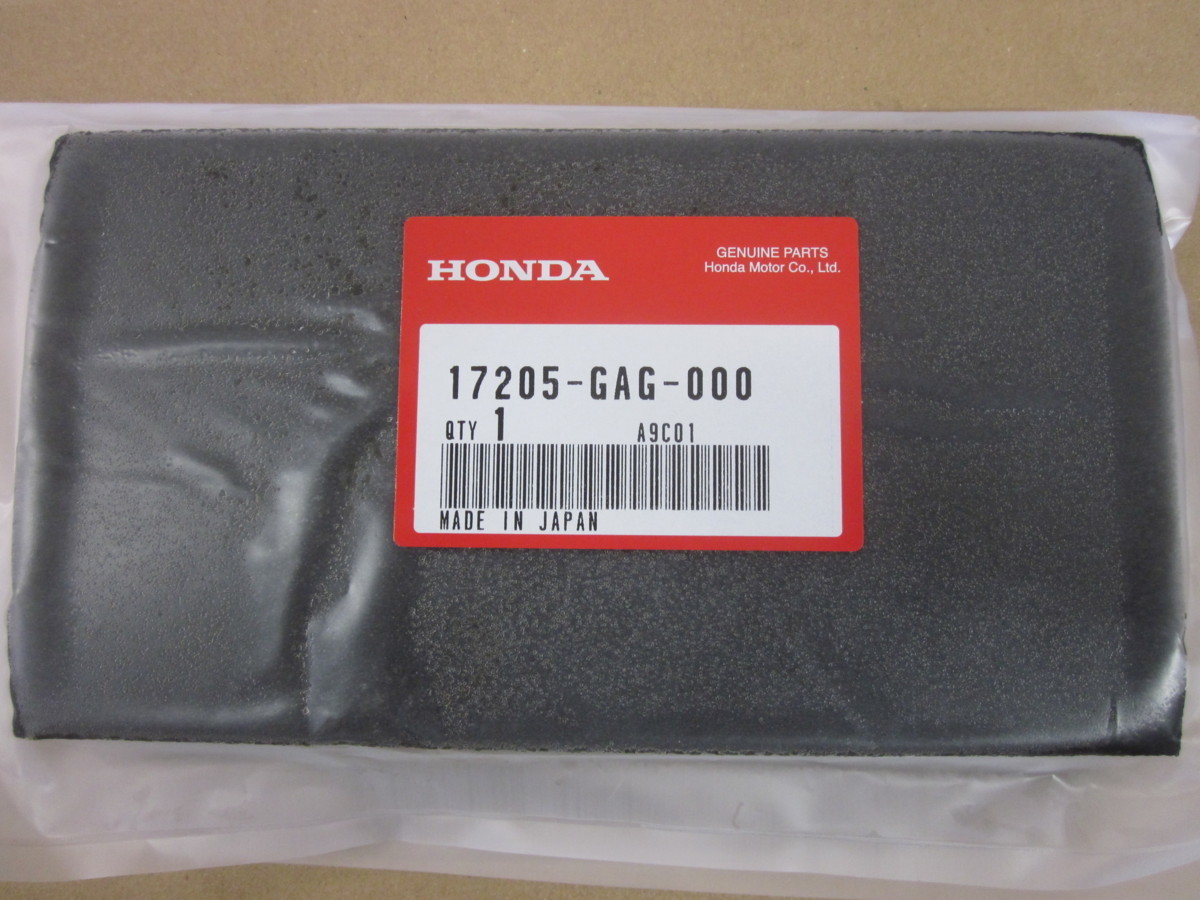 HONDA
GENUINE PARTS
Honda Motor Co., Ltd.
17205-GAG-000
QTY 1 A9C01
MADE IN JAPAN